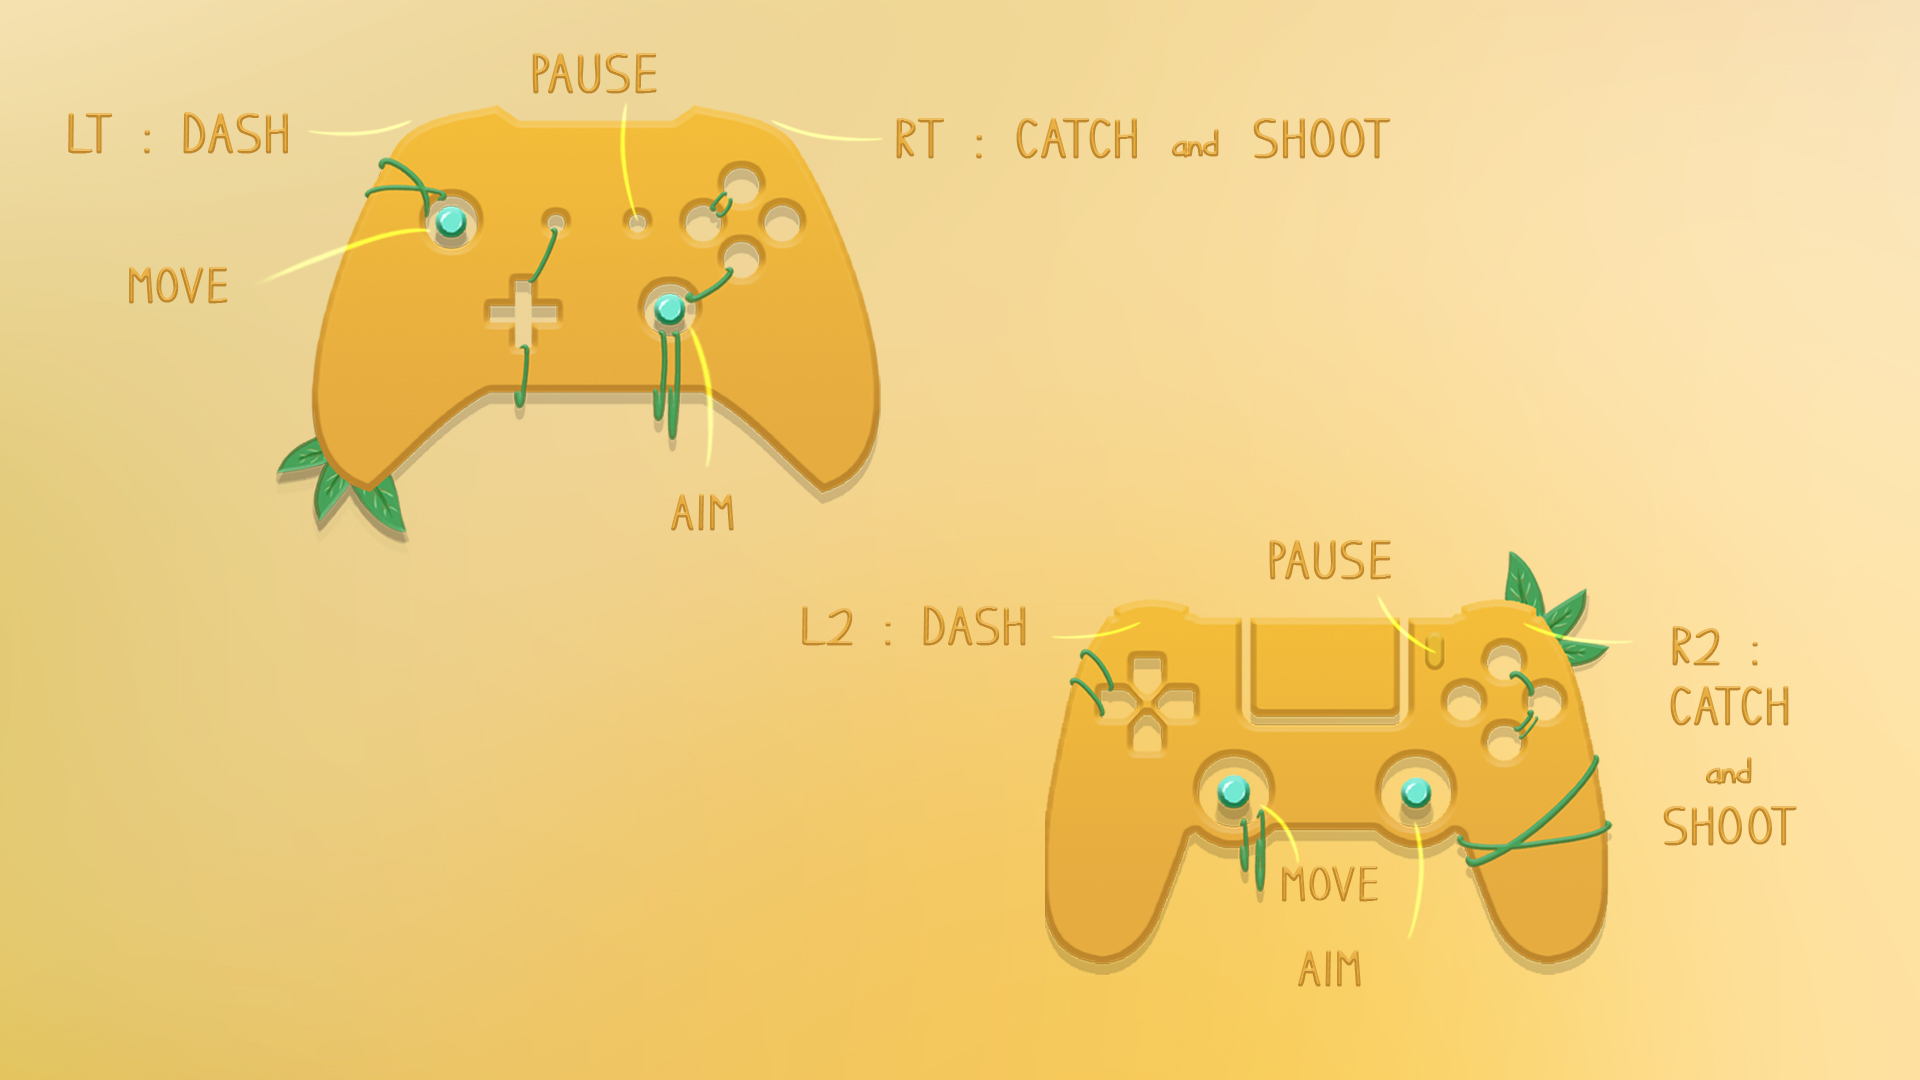 PAUSE
LT : DASH
RT : CATCH and SHOOT
MOVE
AIM
PAUSE
L2 : DASH
R2 :
CATCH
and
SHOOT
MOVE
AIM